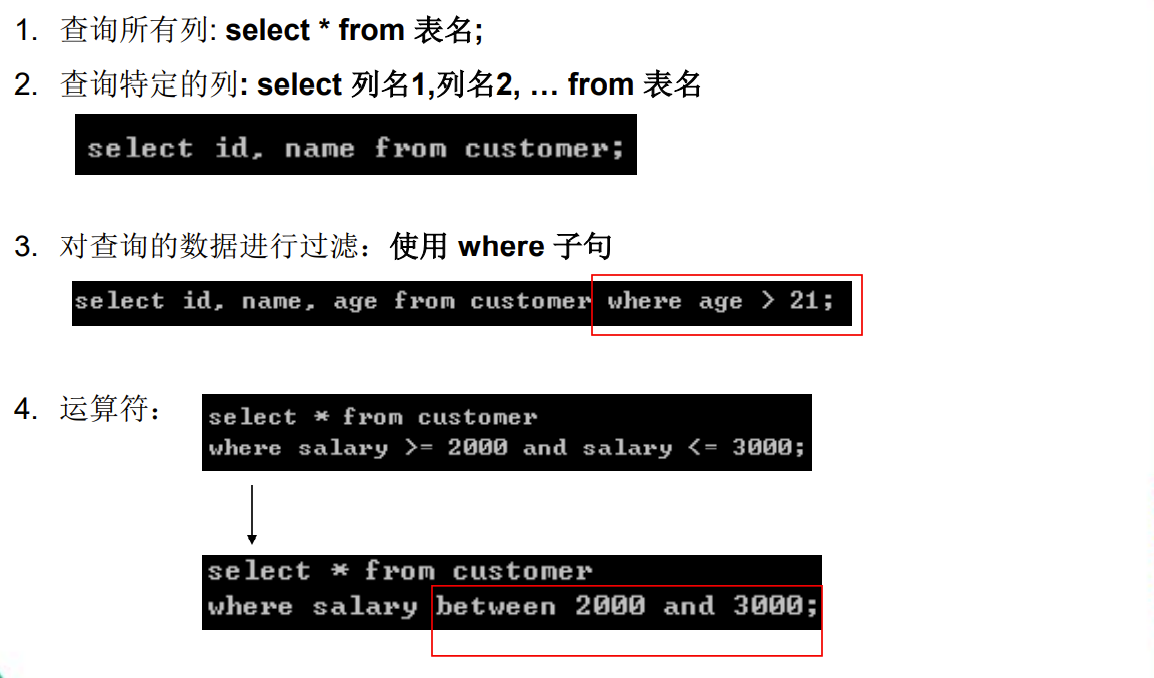 1. 查询所有列: select * from 表名;
2. 查询特定的列: select 列名1,列名2, … from 表名
select id, name from customer;
3. 对查询的数据进行过滤：使用 where 子句
select id, name, age from customer where age > 21;
4. 运算符：
select * from customer
where salary >= 2000 and salary <= 3000;
select * from customer
where salary between 2000 and 3000;